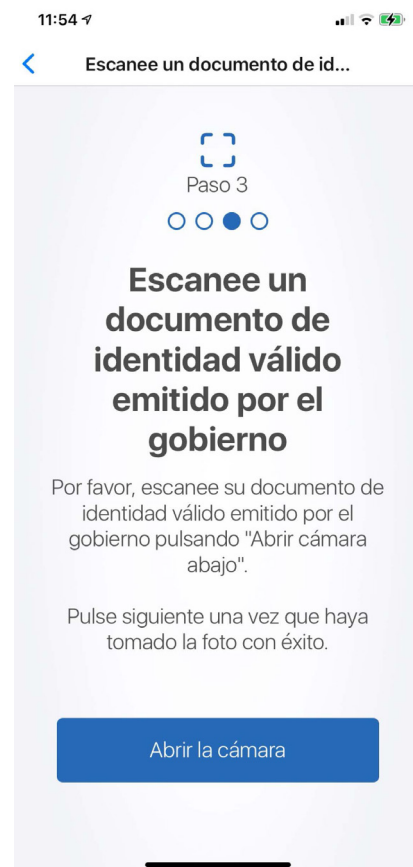 11:54
Escanee un documento de id...
Paso 3
Escanee un
documento de
identidad válido
emitido por el
gobierno
Por favor, escanee su documento de
identidad válido emitido por el
gobierno pulsando "Abrir cámara
abajo".
Pulse siguiente una vez que haya
tomado la foto con éxito.
Abrir la cámara